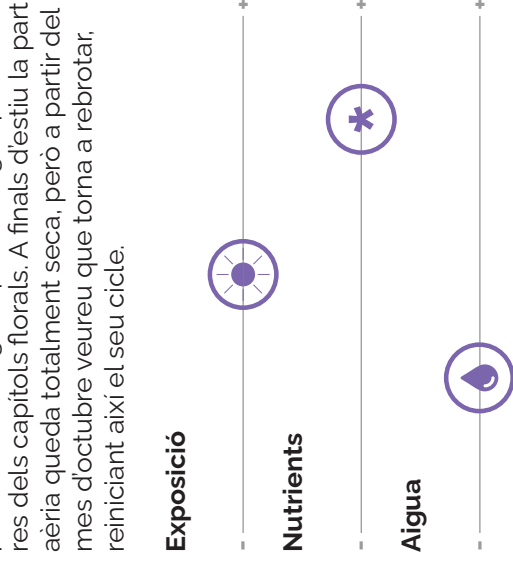 res dels capítols florals. A finals d'estiu la part
aèria queda totalment seca, però a partir del
mes d'octubre veureu que torna a rebrotar,
reiniciant així el seu cicle.
Exposició
- +
Nutrients
- +
Aigua
- +